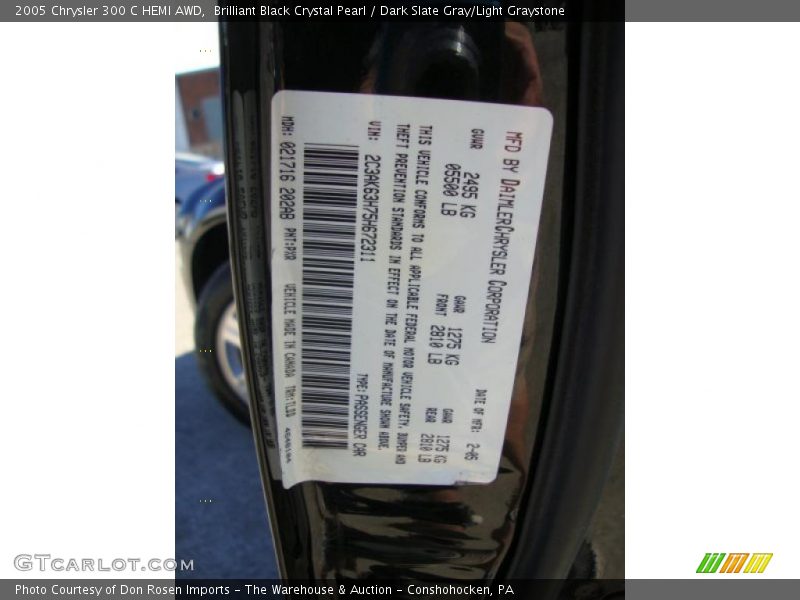 2005 Chrysler 300 C HEMI AWD, Brilliant Black Crystal Pearl / Dark Slate Gray/Light Graystone
MFD BY DAIMLERCHRYSLER CORPORATION
DATE OF MFR: 2-05
GVWR 2495 KG
05500 LB
GAWR FRONT 1275 KG
2810 LB
GAWR REAR 1275 KG
2810 LB
THIS VEHICLE CONFORMS TO ALL APPLICABLE FEDERAL MOTOR VEHICLE SAFETY, BUMPER AND
THEFT PREVENTION STANDARDS IN EFFECT ON THE DATE OF MANUFACTURE SHOWN ABOVE.
VIN: 2C3AK63H75H672311
TYPE: PASSENGER CAR
MDH: 021716 202AB PNT:PXR VEHICLE MADE IN CANADA TRM:TLDD
GTCarLot.com
Photo Courtesy of Don Rosen Imports – The Warehouse & Auction – Conshohocken, PA